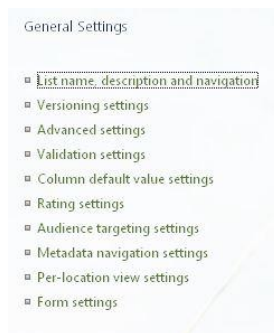 General Settings
List name, description and navigation
Versioning settings
Advanced settings
Validation settings
Column default value settings
Rating settings
Audience targeting settings
Metadata navigation settings
Per-location view settings
Form settings